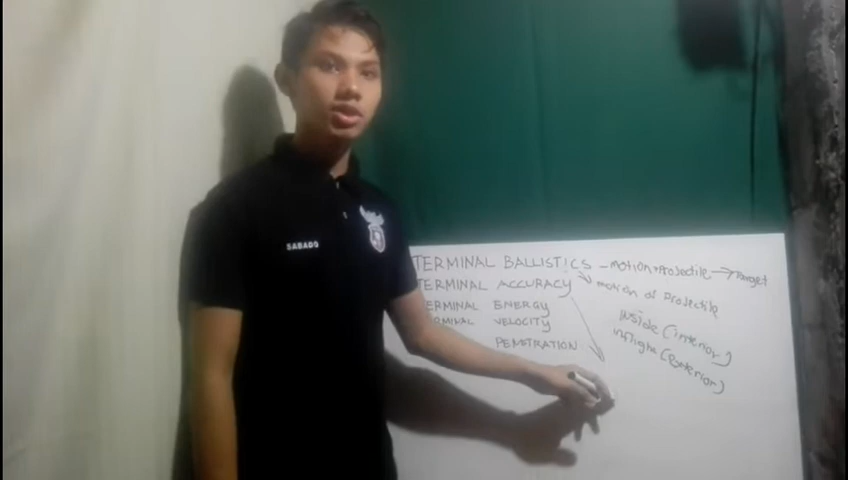 SABADO
TERMINAL BALLISTICS - motion projectile → Target
TERMINAL ACCURACY motion of projectile
TERMINAL ENERGY inside (interior)
VELOCITY inflight (exterior)
PENETRATION